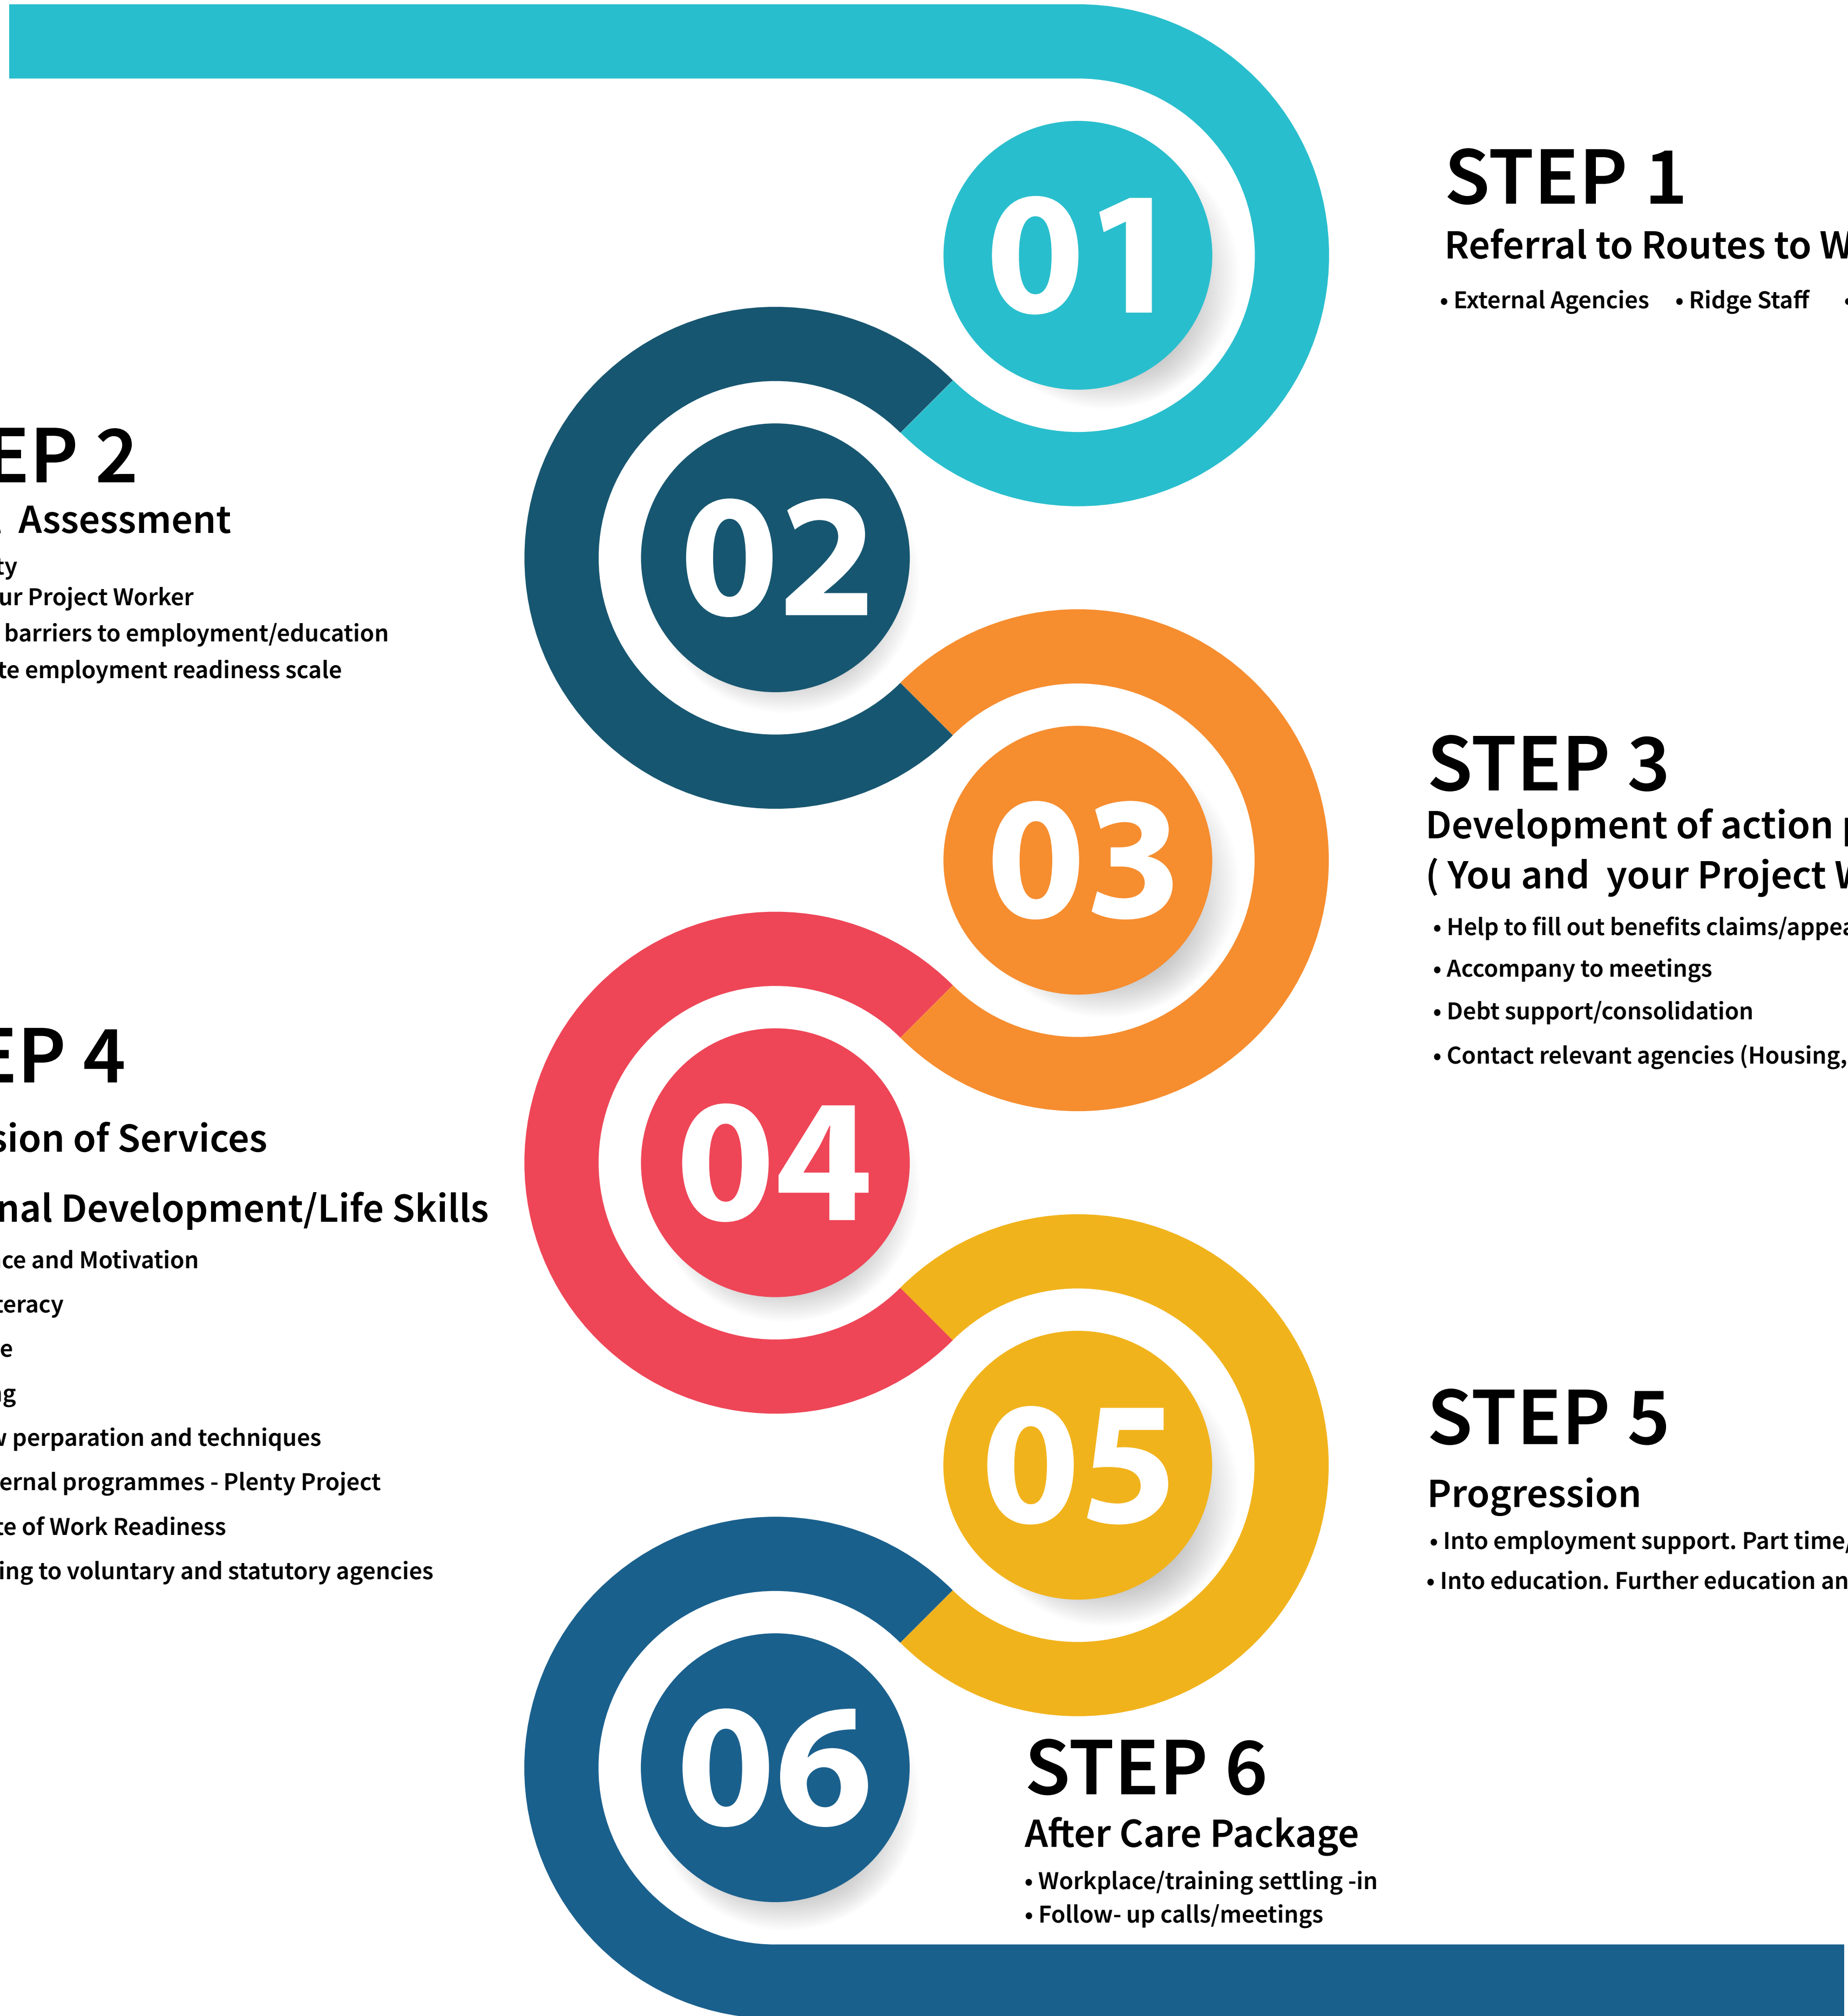 01
STEP 1
Referral to Routes to
• External Agencies • Ridge Staff •
02
EP 2
Assessment
ty
ur Project Worker
barriers to employment/education
te employment readiness scale
03
STEP 3
Development of action
( You and your Project
• Help to fill out benefits claims/appea
• Accompany to meetings
• Debt support/consolidation
• Contact relevant agencies (Housing,
04
EP 4
sion of Services
nal Development/Life Skills
ce and Motivation
teracy
e
g
perparation and techniques
ernal programmes - Plenty Project
te of Work Readiness
ing to voluntary and statutory agencies
05
STEP 5
Progression
• Into employment support. Part time/
• Into education. Further education an
06
STEP 6
After Care Package
• Workplace/training settling -in
• Follow- up calls/meetings